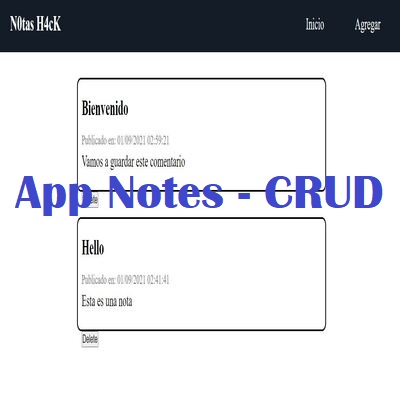 N0tas H4cK Inicio Agregar
Bienvenido
Publicado en: 01/09/2021 02:59:21
Vamos a guardar este comentario
App Notes - CRUD
Hello
Publicado en: 01/09/2021 02:41:41
Esta es una nota
Delete